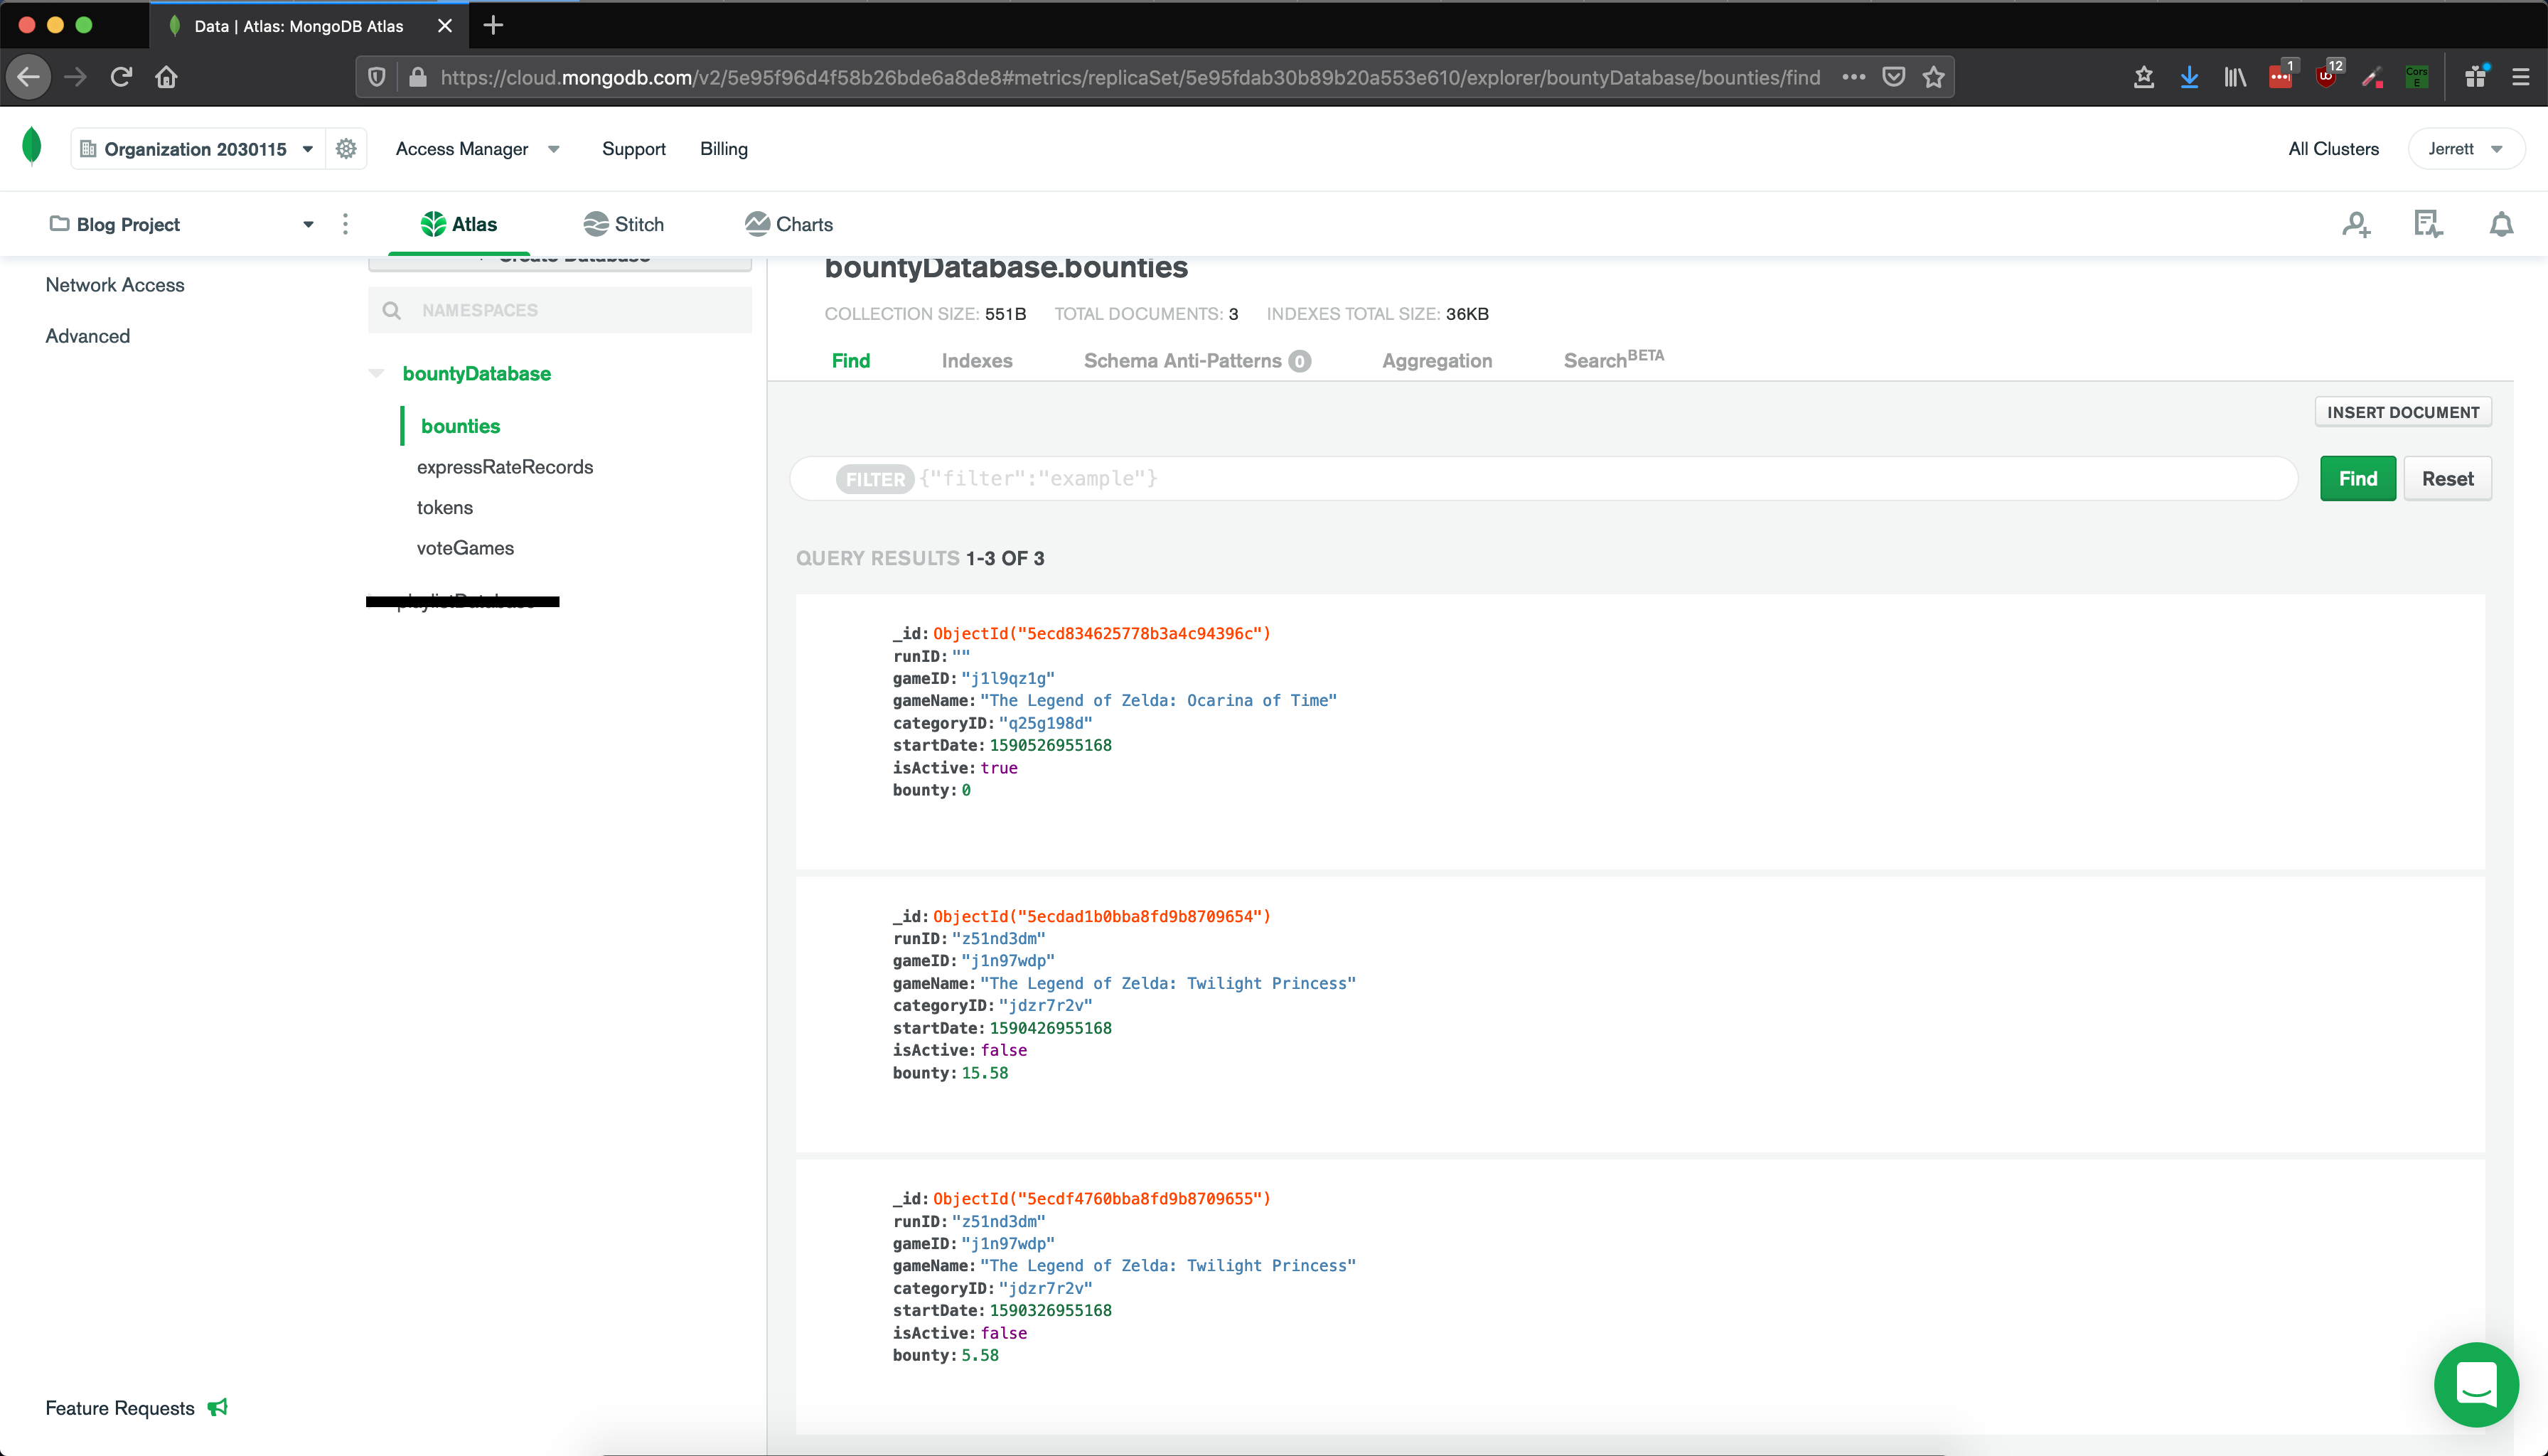 Data | Atlas: MongoDB Atlas
https://cloud.mongodb.com/v2/5e95f96d4f58b26bde6a8de8#metrics/replicaSet/5e95fdab30b89b20a553e610/explorer/bountyDatabase/bounties/find
1
12
Cors E
Organization 2030115
Access Manager
Support
Billing
All Clusters
Jerrett
Blog Project
Atlas
Stitch
Charts
Network Access
Advanced
Create Database
NAMESPACES
bountyDatabase
bounties
expressRateRecords
tokens
voteGames
playlistDatabase
Feature Requests
bountyDatabase.bounties
COLLECTION SIZE: 551B TOTAL DOCUMENTS: 3 INDEXES TOTAL SIZE: 36KB
Find Indexes Schema Anti-Patterns 0 Aggregation Search BETA
INSERT DOCUMENT
FILTER {"filter":"example"}
Find
Reset
QUERY RESULTS 1-3 OF 3
_id: ObjectId("5ecd834625778b3a4c94396c")
runID: ""
gameID: "j1l9qz1g"
gameName: "The Legend of Zelda: Ocarina of Time"
categoryID: "q25g198d"
startDate: 1590526955168
isActive: true
bounty: 0
_id: ObjectId("5ecdad1b0bba8fd9b8709654")
runID: "z51nd3dm"
gameID: "j1n97wdp"
gameName: "The Legend of Zelda: Twilight Princess"
categoryID: "jdzr7r2v"
startDate: 1590426955168
isActive: false
bounty: 15.58
_id: ObjectId("5ecdf4760bba8fd9b8709655")
runID: "z51nd3dm"
gameID: "j1n97wdp"
gameName: "The Legend of Zelda: Twilight Princess"
categoryID: "jdzr7r2v"
startDate: 1590326955168
isActive: false
bounty: 5.58